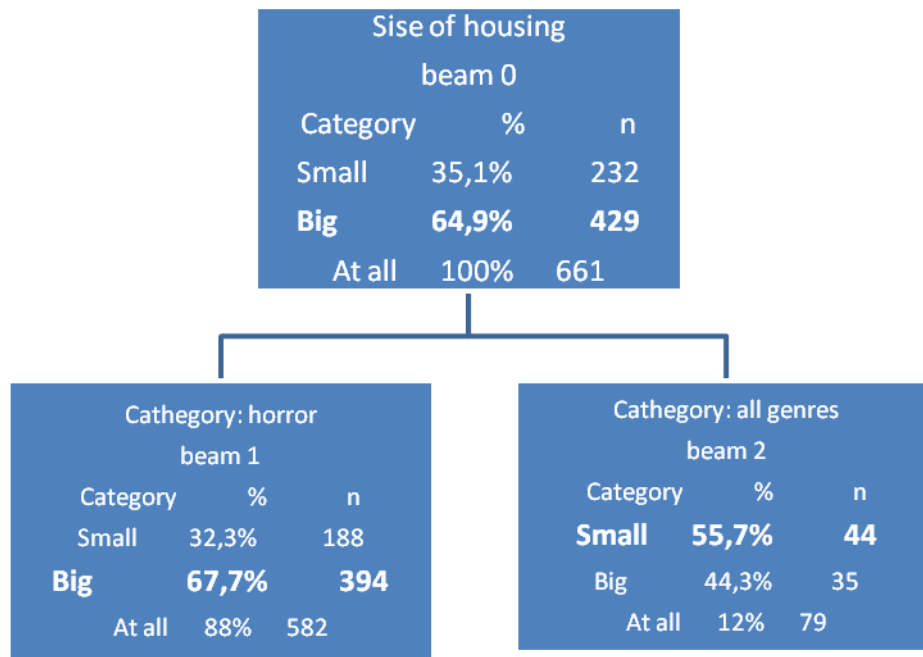 Sise of housing
beam 0
Category % n
Small 35,1% 232
Big 64,9% 429
At all 100% 661
Cathegory: horror
beam 1
Category % n
Small 32,3% 188
Big 67,7% 394
At all 88% 582
Cathegory: all genres
beam 2
Category % n
Small 55,7% 44
Big 44,3% 35
At all 12% 79